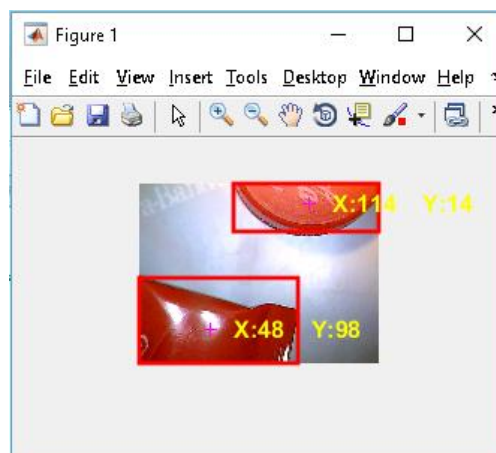 Figure 1
File Edit View Insert Tools Desktop Window Help
X:114 Y:14
X:48 Y:98